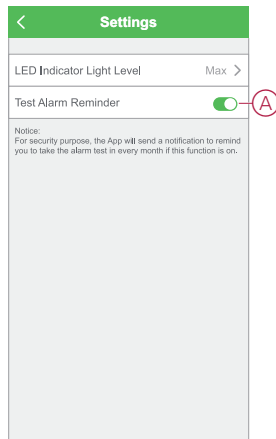 Settings
LED Indicator Light Level Max
Test Alarm Reminder
A
Notice:
For security purpose, the App will send a notification to remind
you to take the alarm test in every month if this function is on.